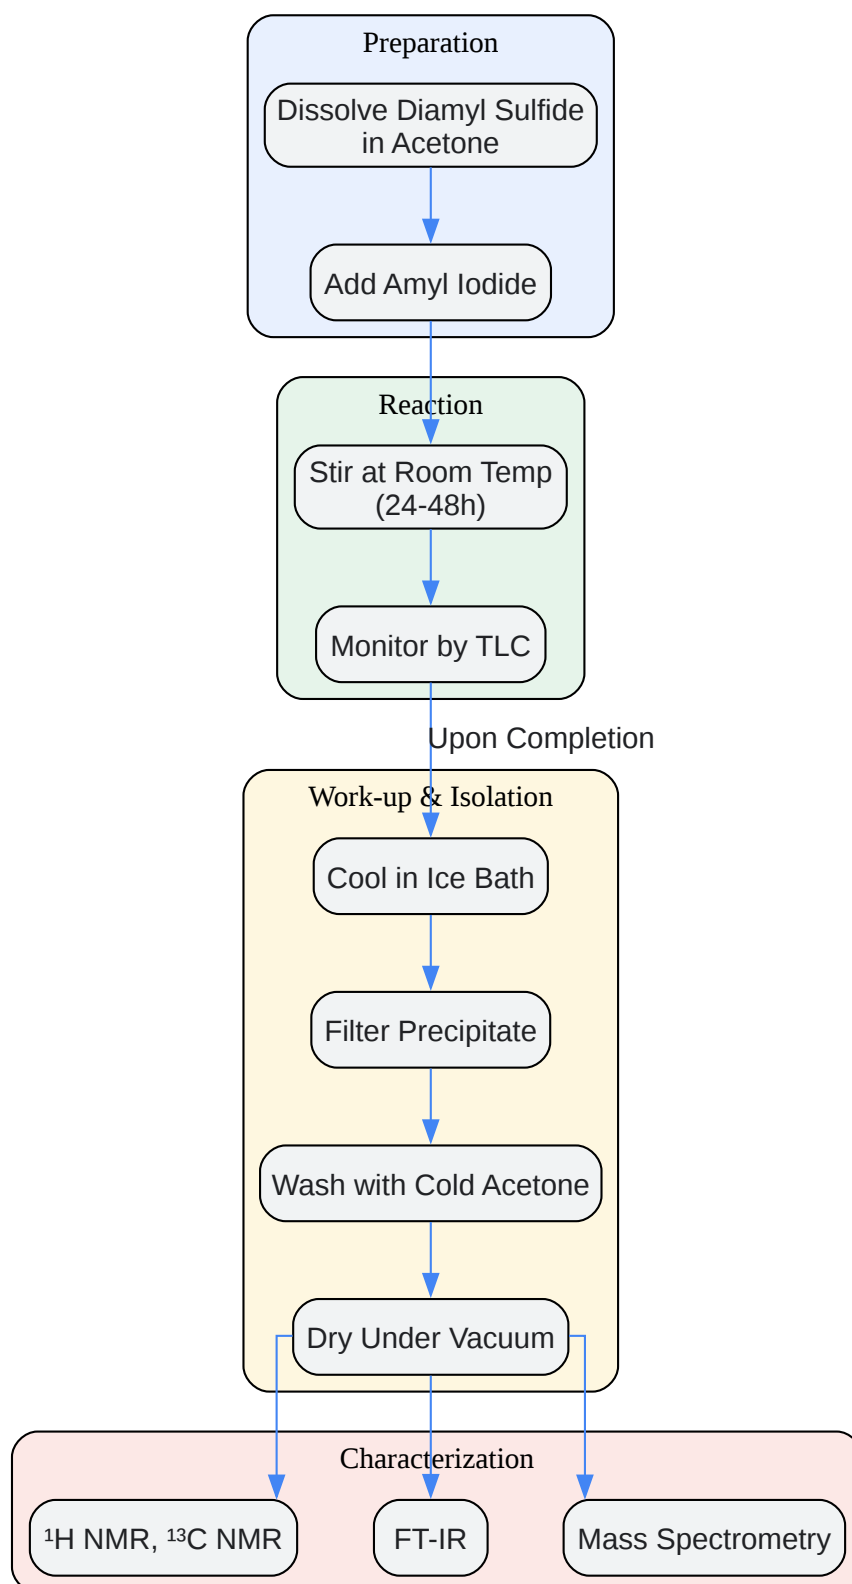 Preparation
Dissolve Diamyl Sulfide
in Acetone
Add Amyl Iodide
Reaction
Stir at Room Temp
(24-48h)
Monitor by TLC
Upon Completion
Work-up & Isolation
Cool in Ice Bath
Filter Precipitate
Wash with Cold Acetone
Dry Under Vacuum
Characterization
¹H NMR, ¹³C NMR
FT-IR
Mass Spectrometry